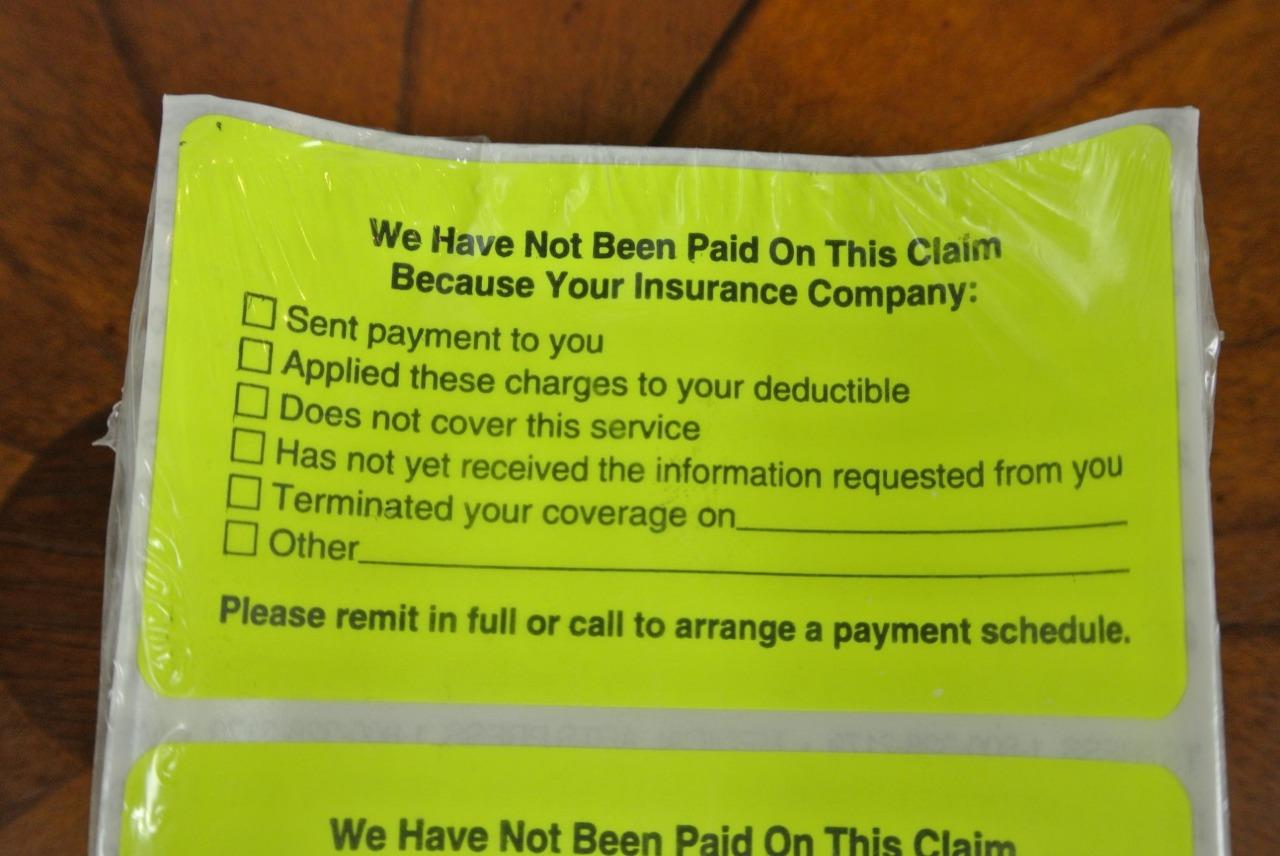 We Have Not Been Paid On This Claim
Because Your Insurance Company:
☐ Sent payment to you
☐ Applied these charges to your deductible
☐ Does not cover this service
☐ Has not yet received the information requested from you
☐ Terminated your coverage on____________________
☐ Other____________________
Please remit in full or call to arrange a payment schedule.
We Have Not Been Paid On This Claim